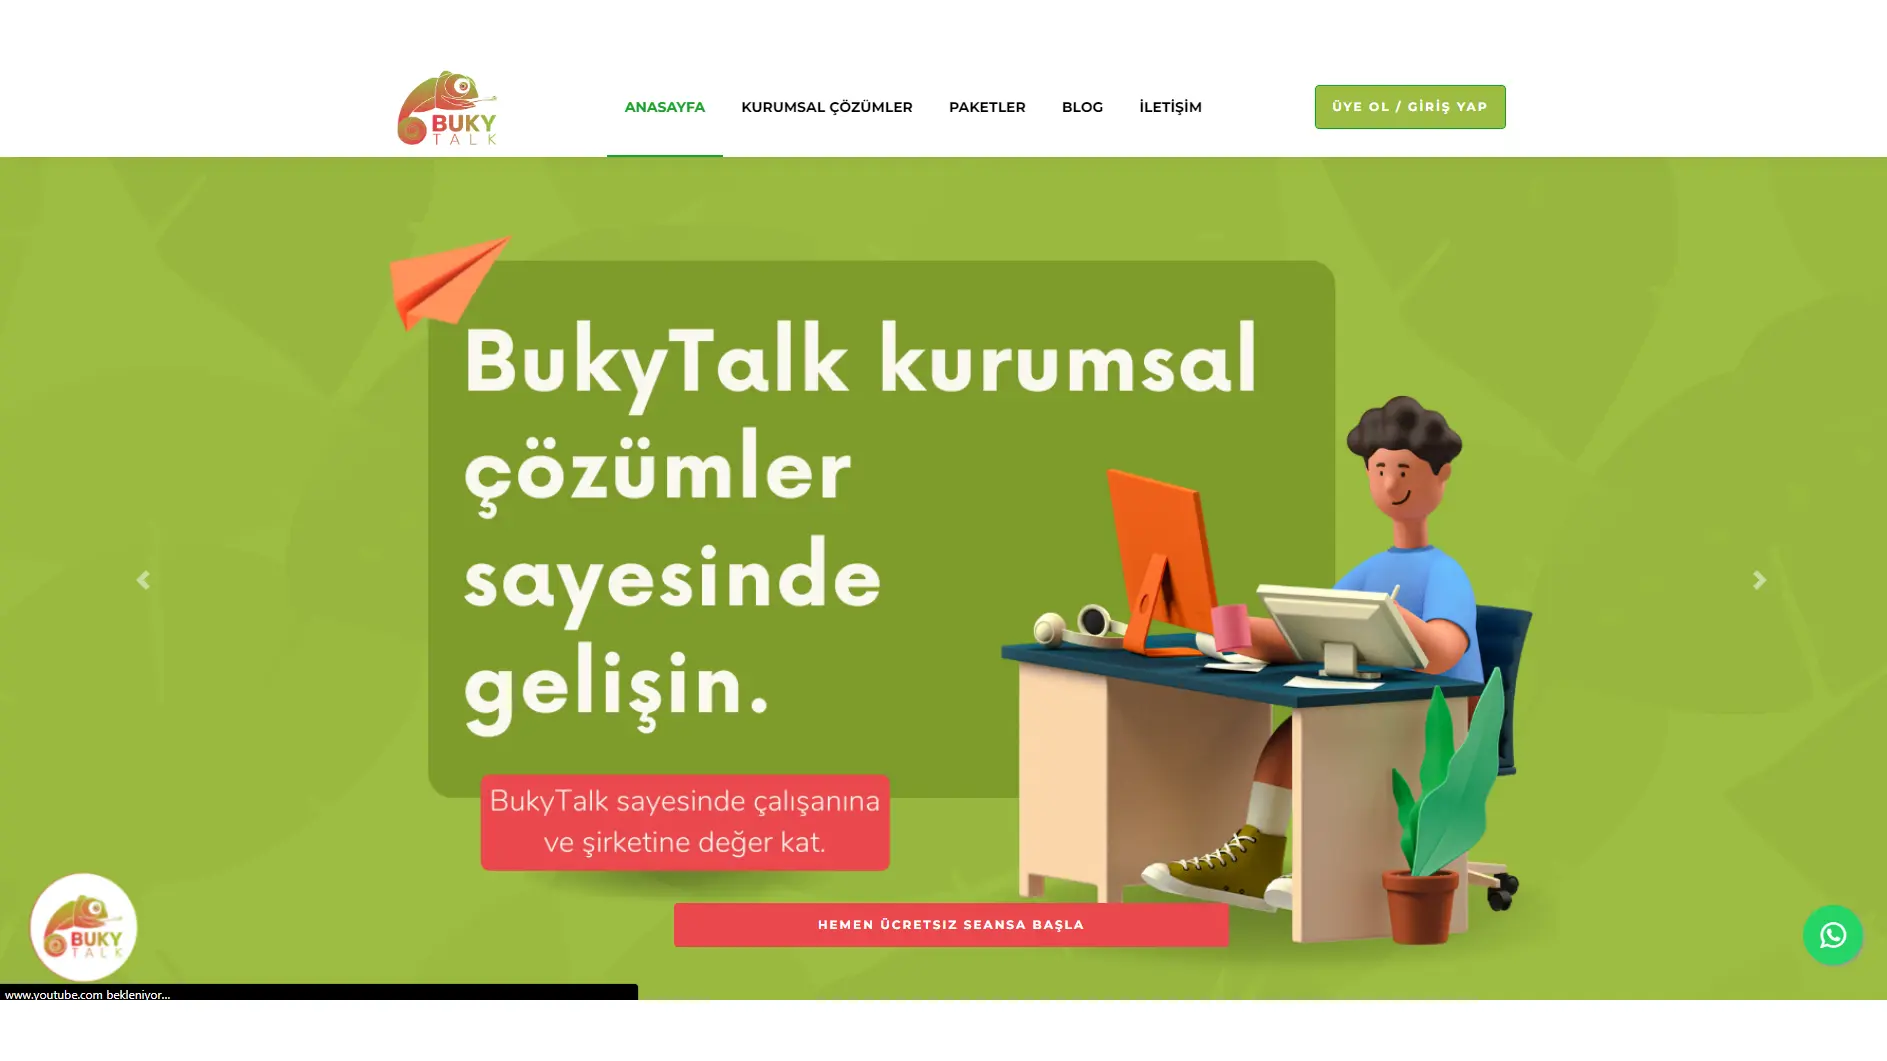 BUKY
TALK
ANASAYFA
KURUMSAL ÇÖZÜMLER
PAKETLER
BLOG
İLETİŞİM
ÜYE OL / GİRİŞ YAP
BukyTalk kurumsal
çözümler
sayesinde
gelişin.
BukyTalk sayesinde çalışanına
ve şirketine değer kat.
HEMEN ÜCRETSIZ SEANSA BAŞLA
BUKY
TALK
www.youtube.com bekleniyor...